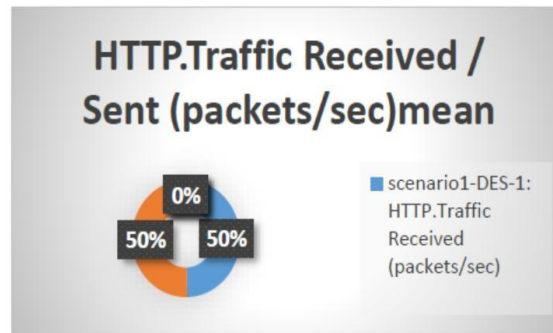 HTTP.Traffic Received /
Sent (packets/sec)mean
0%
50% 50%
scenario1-DES-1:
HTTP.Traffic
Received
(packets/sec)